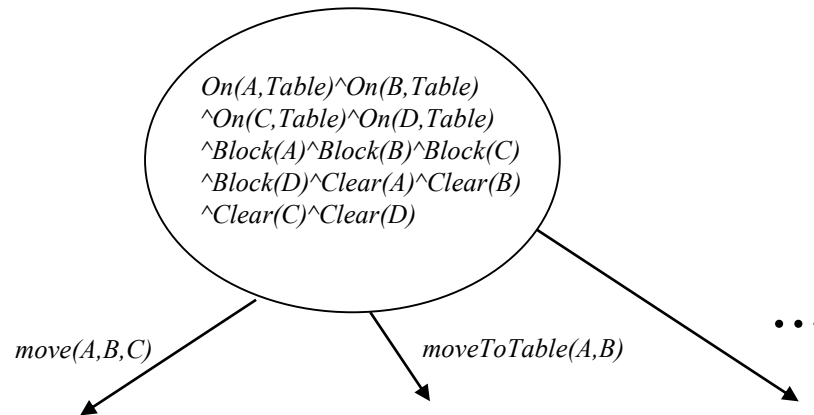 On(A,Table)^On(B,Table)
^On(C,Table)^On(D,Table)
^Block(A)^Block(B)^Block(C)
^Block(D)^Clear(A)^Clear(B)
^Clear(C)^Clear(D)
...
move(A,B,C)
moveToTable(A,B)